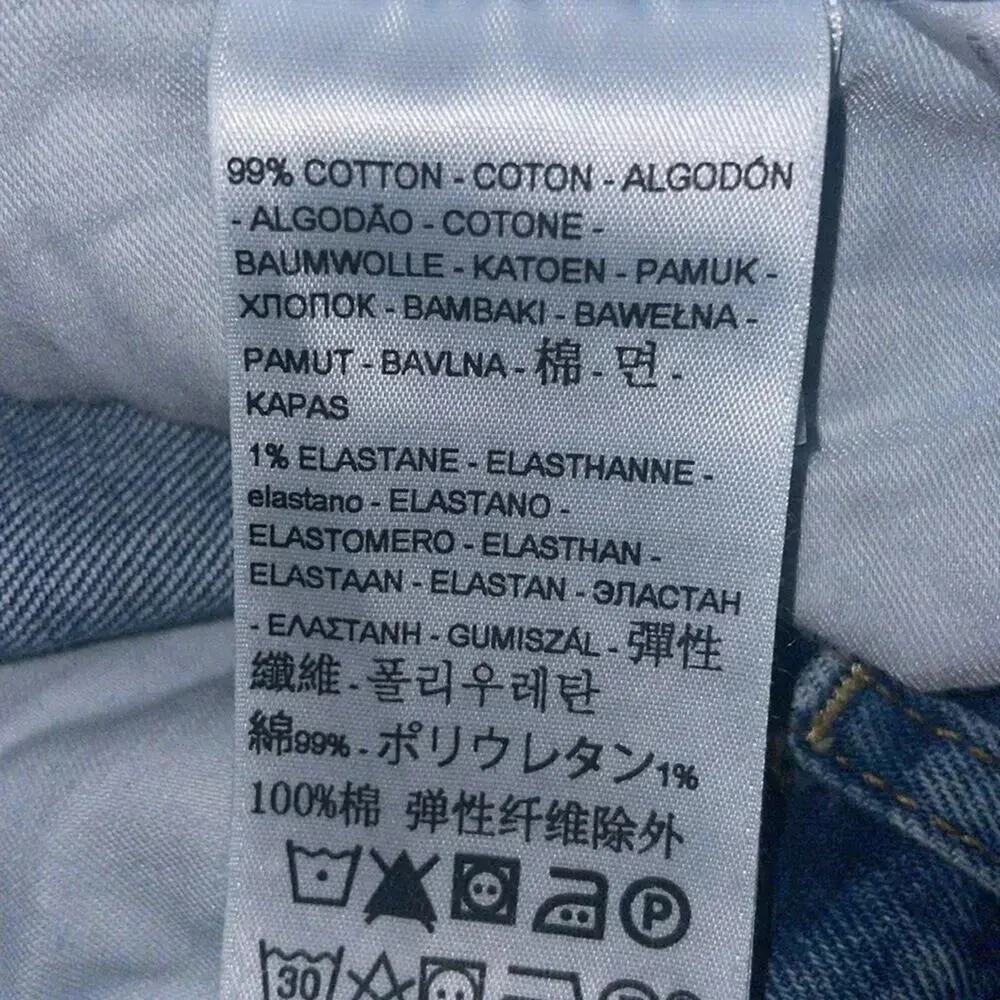 99% COTTON - COTON - ALGODÓN
- ALGODÃO - COTONE -
BAUMWOLLE - KATOEN - PAMUK -
ХЛОПОК - BAMBAKI - BAWEŁNA -
PAMUT - BAVLNA - 棉 - 면 -
KAPAS
1% ELASTANE - ELASTHANNE -
elastano - ELASTANO -
ELASTOMERO - ELASTHAN -
ELASTAAN - ELASTAN - ЭЛАСТАН
- ΕΛΑΣΤΑΝΗ - GUMISZÁL - 彈性
纖維 - 폴리우레탄
綿99% - ポリウレタン1%
100%棉 弹性纤维除外
P
30